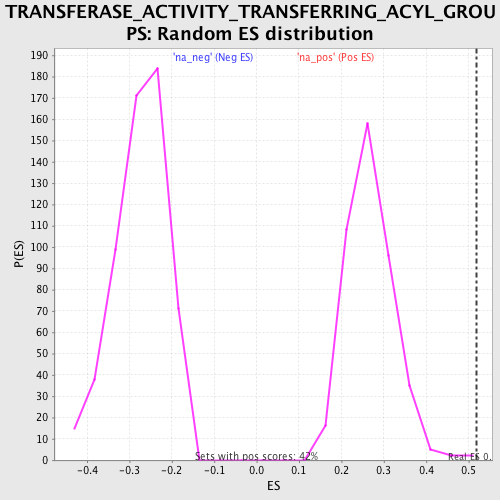 TRANSFERASE_ACTIVITY_TRANSFERRING_ACYL_GROU
PS: Random ES distribution
'na_neg' (Neg ES) 'na_pos' (Pos ES)
190
180
170
160
150
140
130
120
110
100
90
80
70
60
50
40
30
20
10
0
P(ES)
Sets with pos scores: 42%
Real ES 0.
-0.4 -0.3 -0.2 -0.1 0.0 0.1 0.2 0.3 0.4 0.5
ES